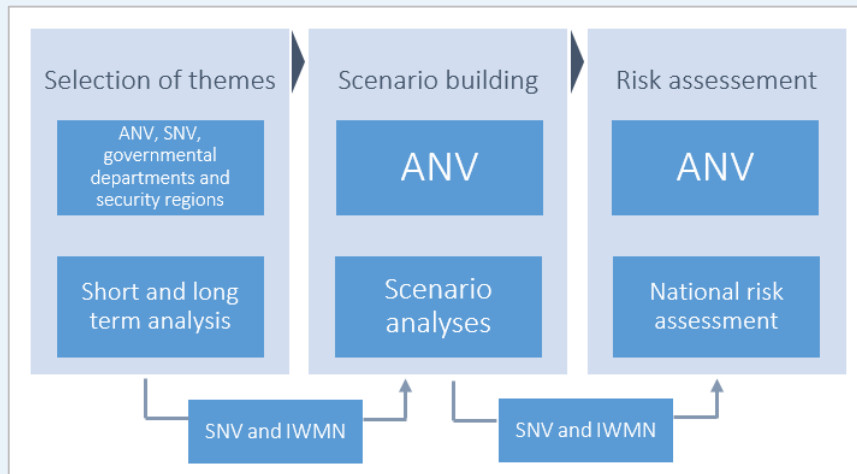 Selection of themes
ANV, SNV,
governmental
departments and
security regions
Short and long
term analysis
Scenario building
ANV
Scenario
analyses
Risk assessement
ANV
National risk
assessment
SNV and IWMN
SNV and IWMN